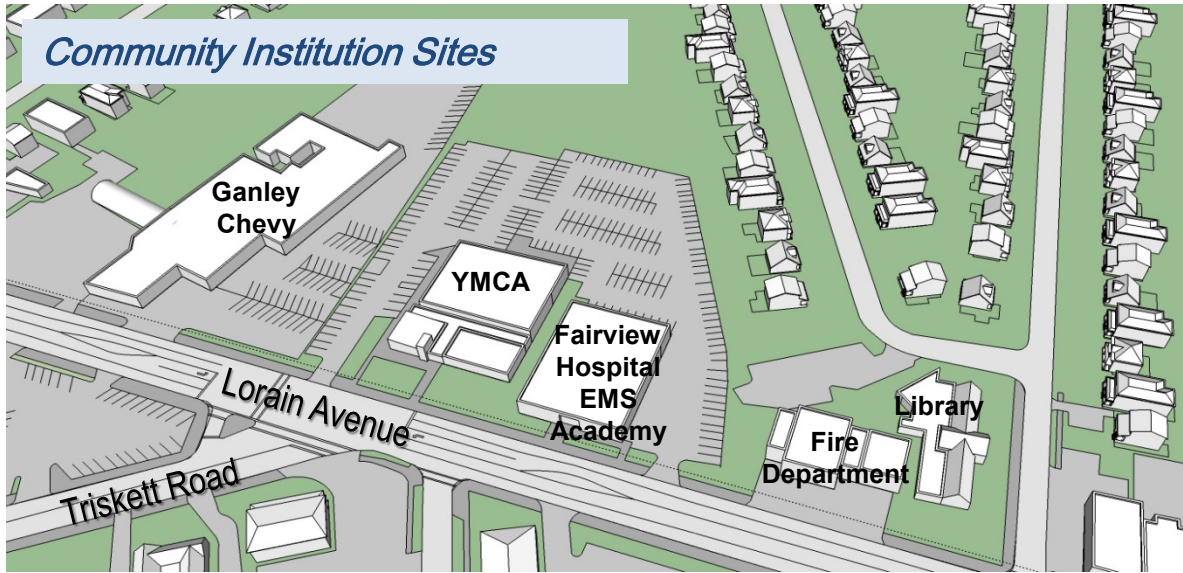 Community Institution Sites
Ganley
Chevy
YMCA
Fairview
Hospital
EMS
Academy
Lorain Avenue
Library
Fire
Department
Triskett Road